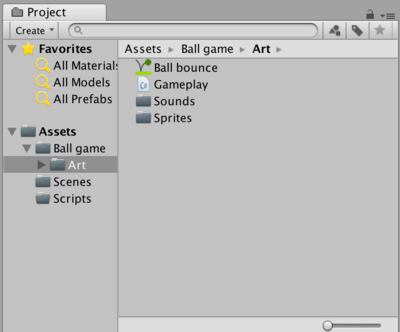 Project
Create
Favorites
All Materials
All Models
All Prefabs
Assets
Ball game
Art
Scenes
Scripts
Assets Ball game Art
Ball bounce
Gameplay
Sounds
Sprites